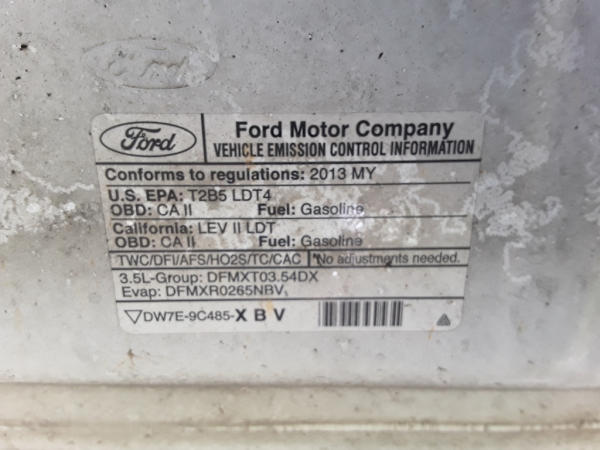 Ford
Ford
Ford Motor Company
VEHICLE EMISSION CONTROL INFORMATION
Conforms to regulations: 2013 MY
U.S. EPA: T2B5 LDT4
OBD: CA II Fuel: Gasoline
California: LEV II LDT
OBD: CA II Fuel: Gasoline
TWC/DFI/AFS/HO2S/TC/CAC *No adjustments needed.
3.5L-Group: DFMXT03.54DX
Evap: DFMXR0265NBV
▽DW7E-9C485-X B V